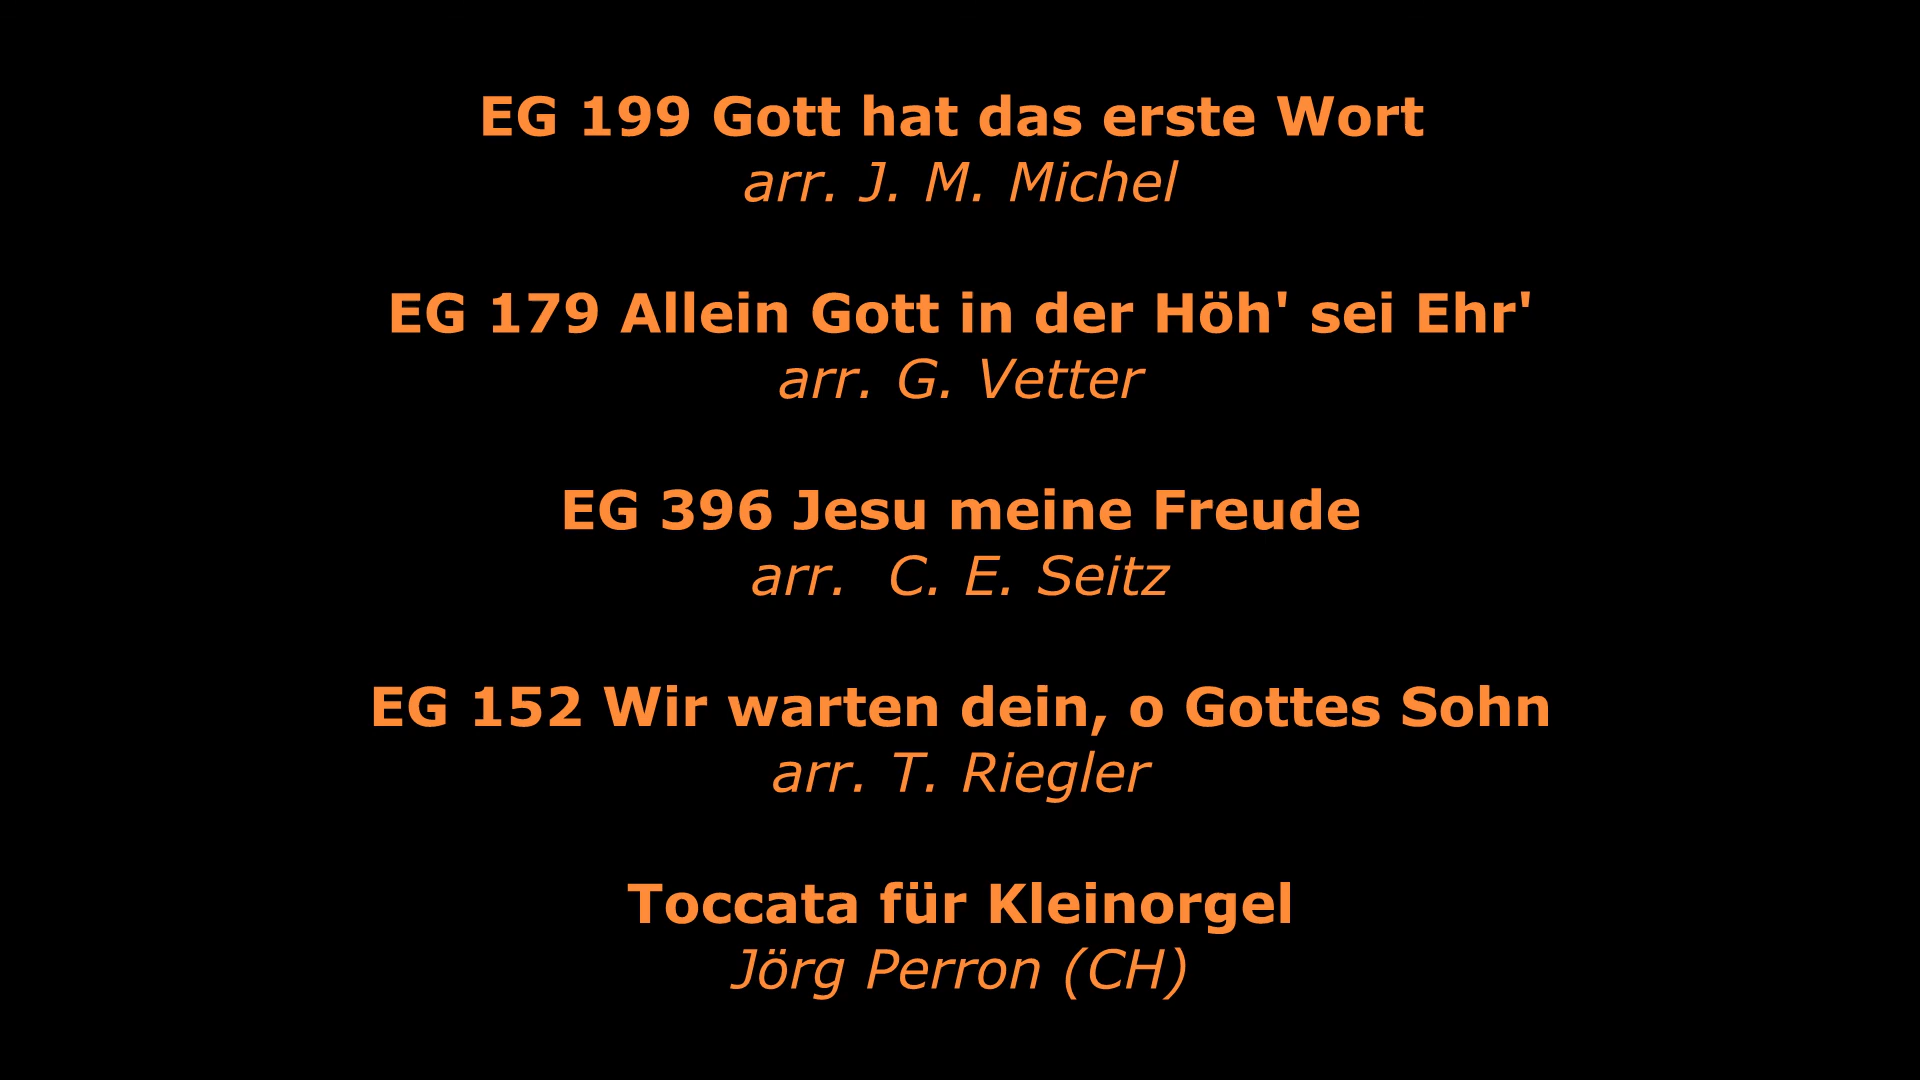 EG 199 Gott hat das erste Wort
arr. J. M. Michel
EG 179 Allein Gott in der Höh' sei Ehr'
arr. G. Vetter
EG 396 Jesu meine Freude
arr.  C. E. Seitz
EG 152 Wir warten dein, o Gottes Sohn
arr. T. Riegler
Toccata für Kleinorgel
Jörg Perron (CH)